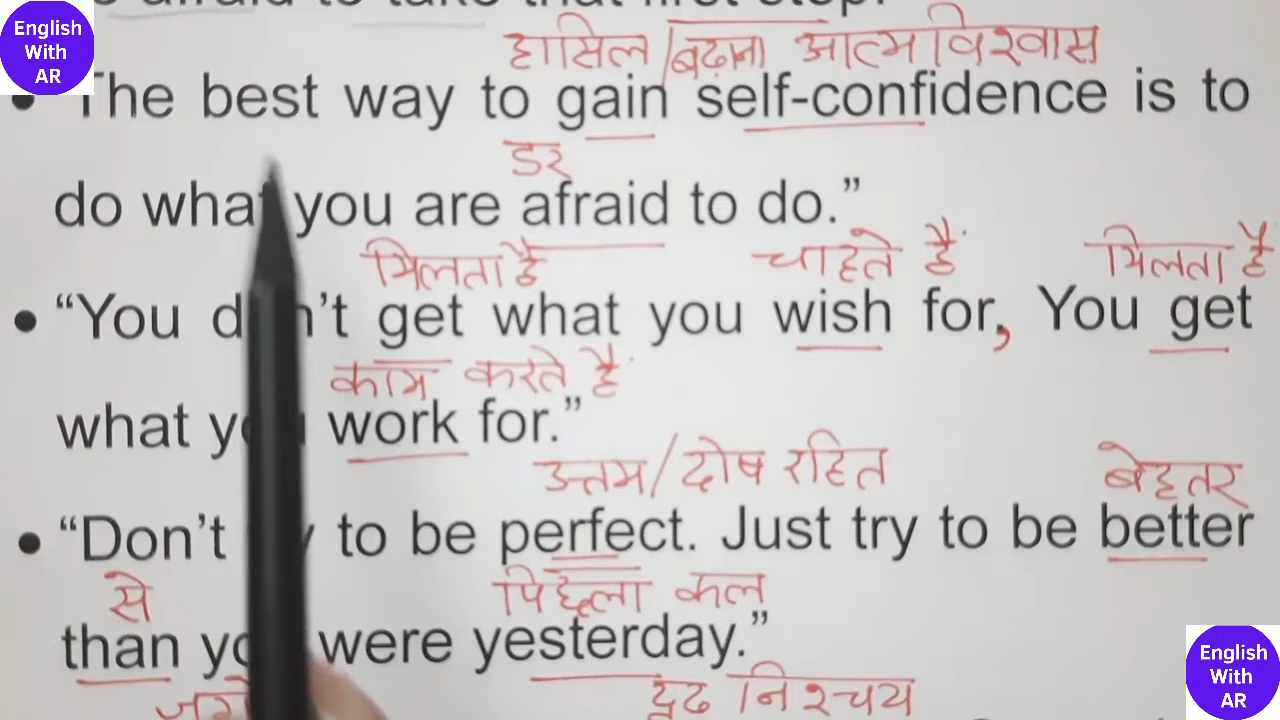 English
With
AR
हासिल/बढ़ाना आत्म विश्वास
• "The best way to gain self-confidence is to
डर
do what you are afraid to do."
मिलता है चाहते है मिलता है
• "You don't get what you wish for, You get
काम करते है
what you work for."
उत्तम/दोष रहित बेहतर
• "Don't to be perfect. Just try to be better
से पिछला कल
than you were yesterday."
दृढ निश्चय
English
With
AR